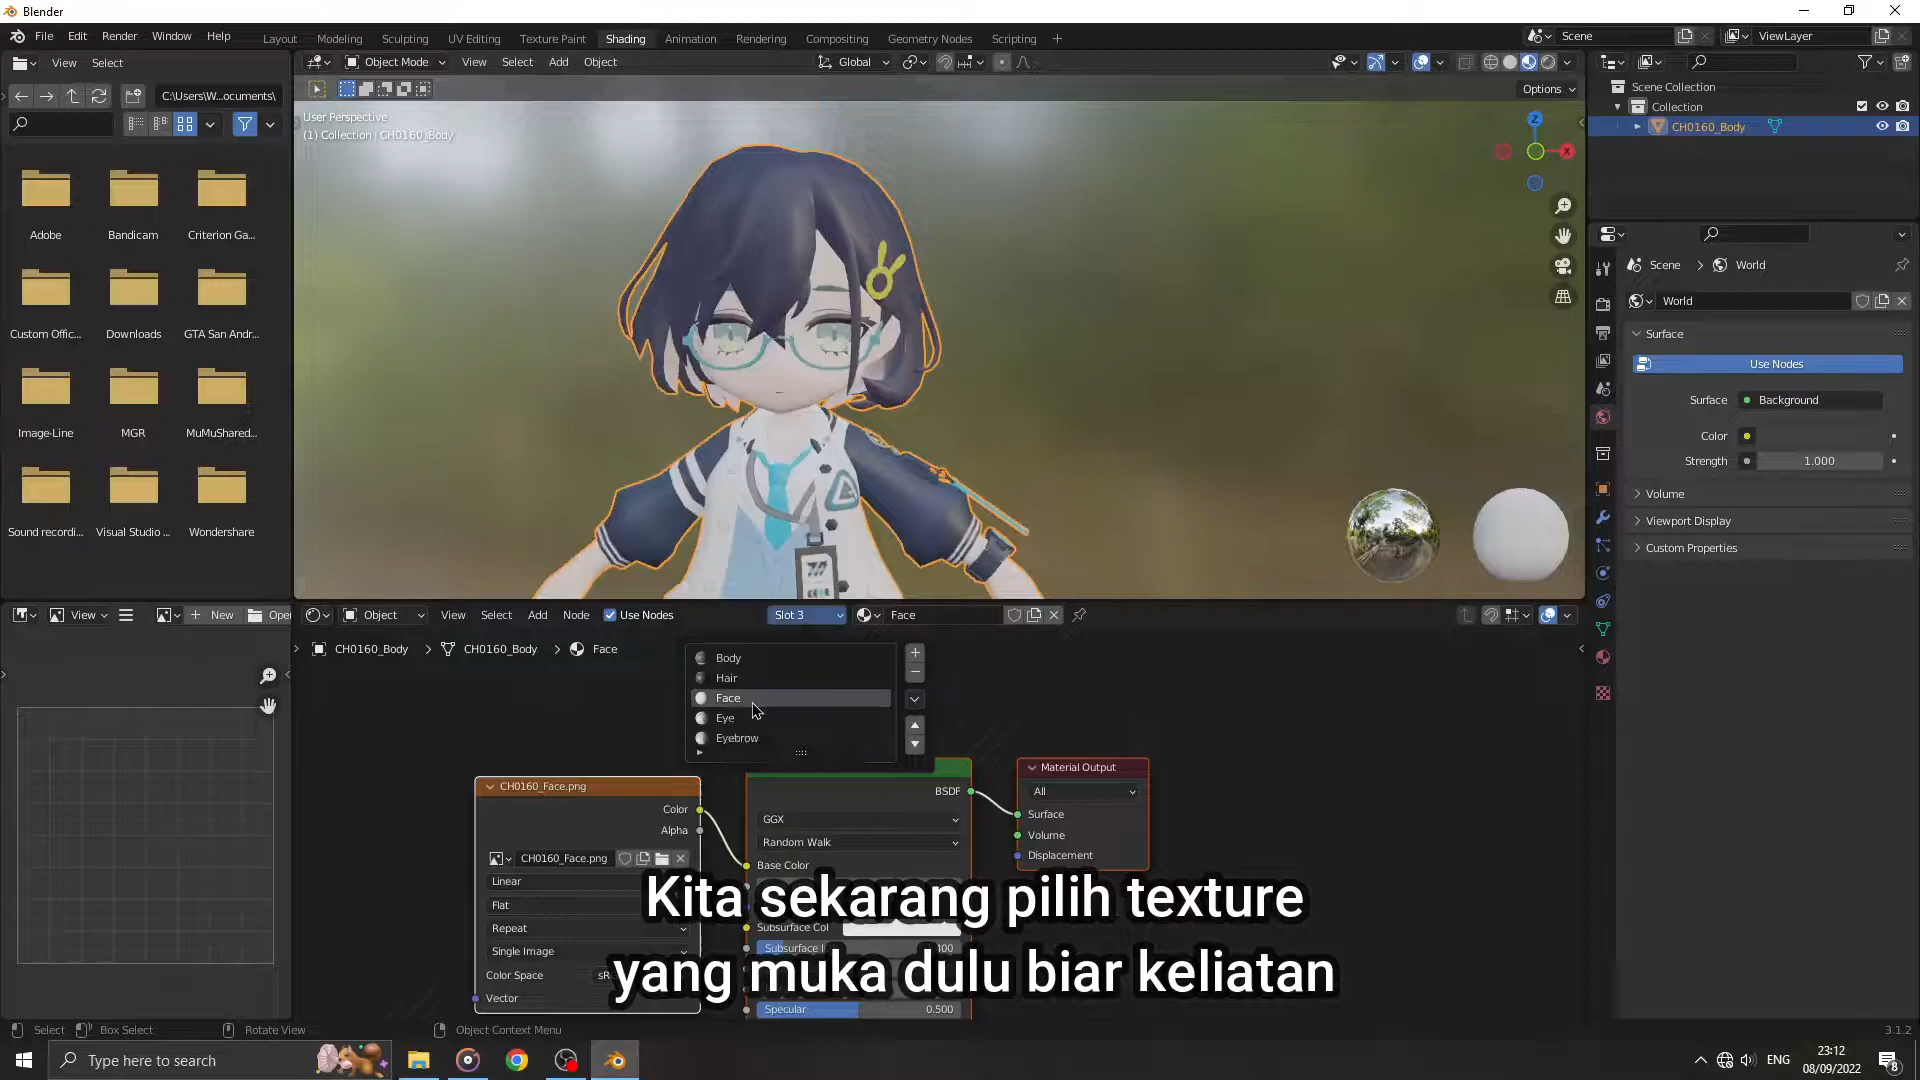 Blender
File Edit Render Window Help
Layout Modeling Sculpting UV Editing Texture Paint Shading Animation Rendering Compositing Geometry Nodes Scripting
Scene ViewLayer
View Select
Object Mode View Select Add Object Global
C:\Users\W...ocuments\
Options
User Perspective
(1) Collection | CH0160_Body
Z
X
Adobe Bandicam Criterion Ga...
Custom Offic... Downloads GTA San Andr...
Image-Line MGR MuMuShared...
Sound recordi... Visual Studio ... Wondershare
Scene Collection
Collection
CH0160_Body
Scene World
World
Surface
Use Nodes
Surface Background
Color
Strength 1.000
Volume
Viewport Display
Custom Properties
View New Open
Object View Select Add Node Use Nodes Slot 3 Face
CH0160_Body CH0160_Body Face
Body
Hair
Face
Eye
Eyebrow
CH0160_Face.png
Color
Alpha
CH0160_Face.png
Linear
Flat
Repeat
Single Image
Color Space sR
Vector
BSDF
GGX
Random Walk
Base Color
Subsurface Col
Subsurface I 400
Specular 0.500
Material Output
All
Surface
Volume
Displacement
Kita sekarang pilih texture
yang muka dulu biar keliatan
Select Box Select Rotate View Object Context Menu
3.1.2
Type here to search
ENG
23:12
08/09/2022
8